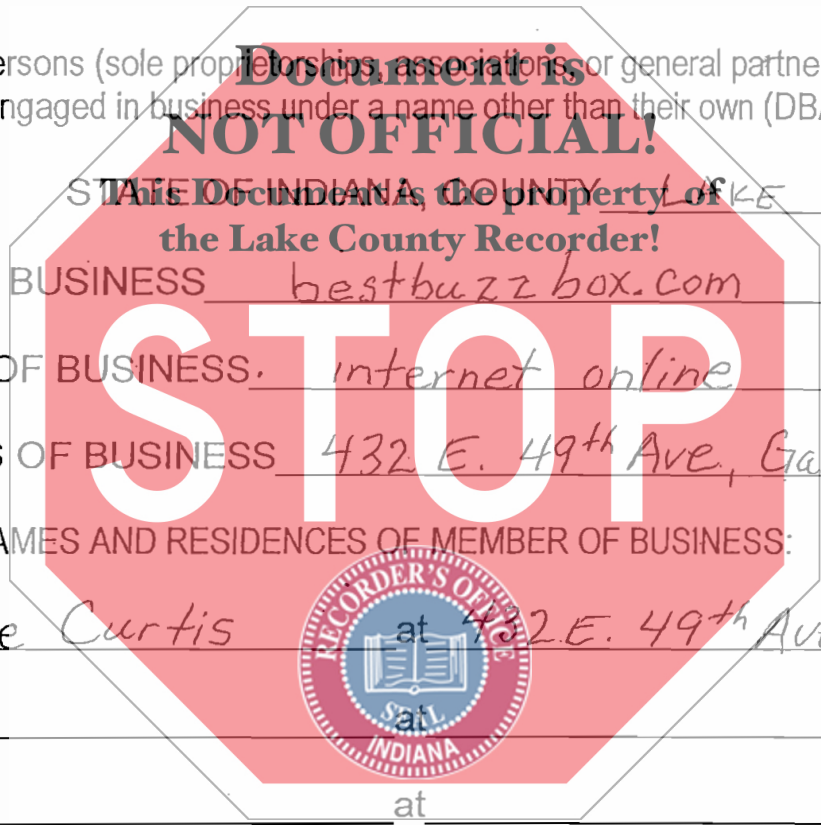 ersons (sole proprietorships, associations, or general partne
Document is
ngaged in business under a name other than their own (DBA
NOT OFFICIAL!
STATE OF INDIANA, COUNTY LAKE
This Document is the property of
the Lake County Recorder!
BUSINESS bestbuzzbox.com
STOP
OF BUSINESS. internet online
S OF BUSINESS 432 E. 49th Ave, Ga
AMES AND RESIDENCES OF MEMBER OF BUSINESS:
RECORDER'S OFFICE
e Curtis at 432 E. 49th Ave
SEAL
at
INDIANA
at